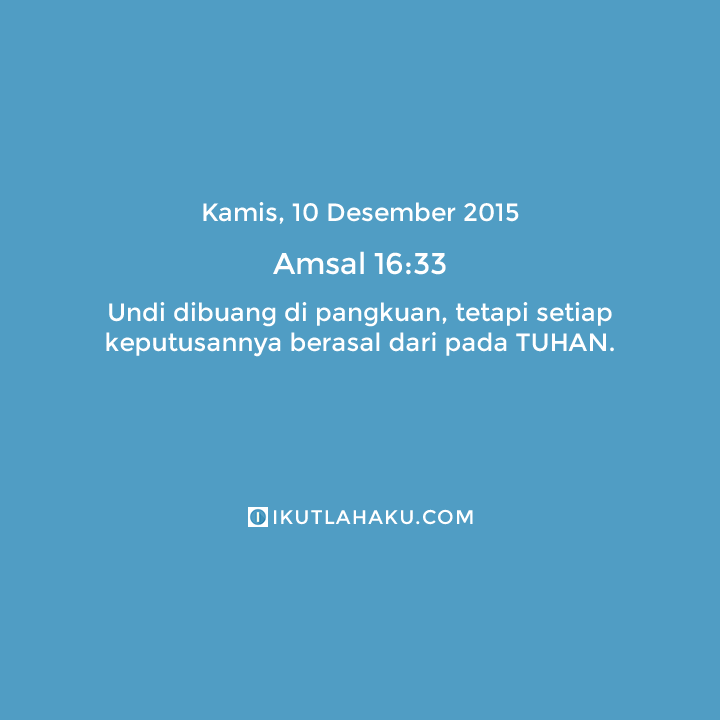 Kamis, 10 Desember 2015
Amsal 16:33
Undi dibuang di pangkuan, tetapi setiap
keputusannya berasal dari pada TUHAN.
IKUTLAHAKU.COM